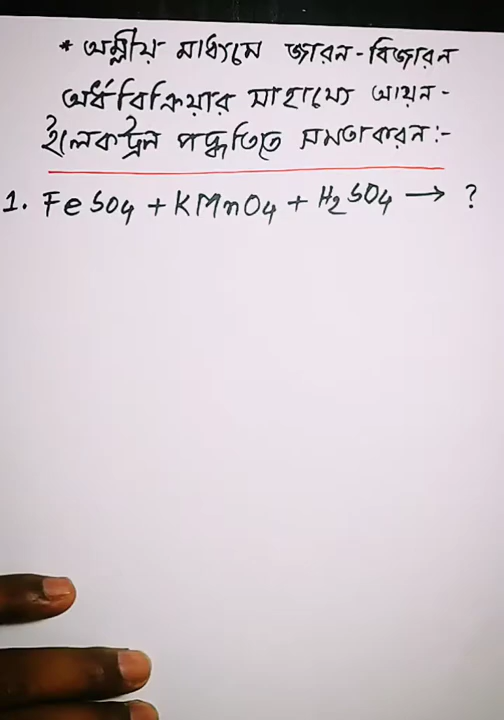 * অম্লীয় মাধ্যমে জারন-বিজারন
অর্ধবিক্রিয়ার সাহায্যে আয়ন-
ইলেকট্রন পদ্ধতিতে সমতাকরন:-
1. FeSO4 + KMnO4 + H2SO4 → ?